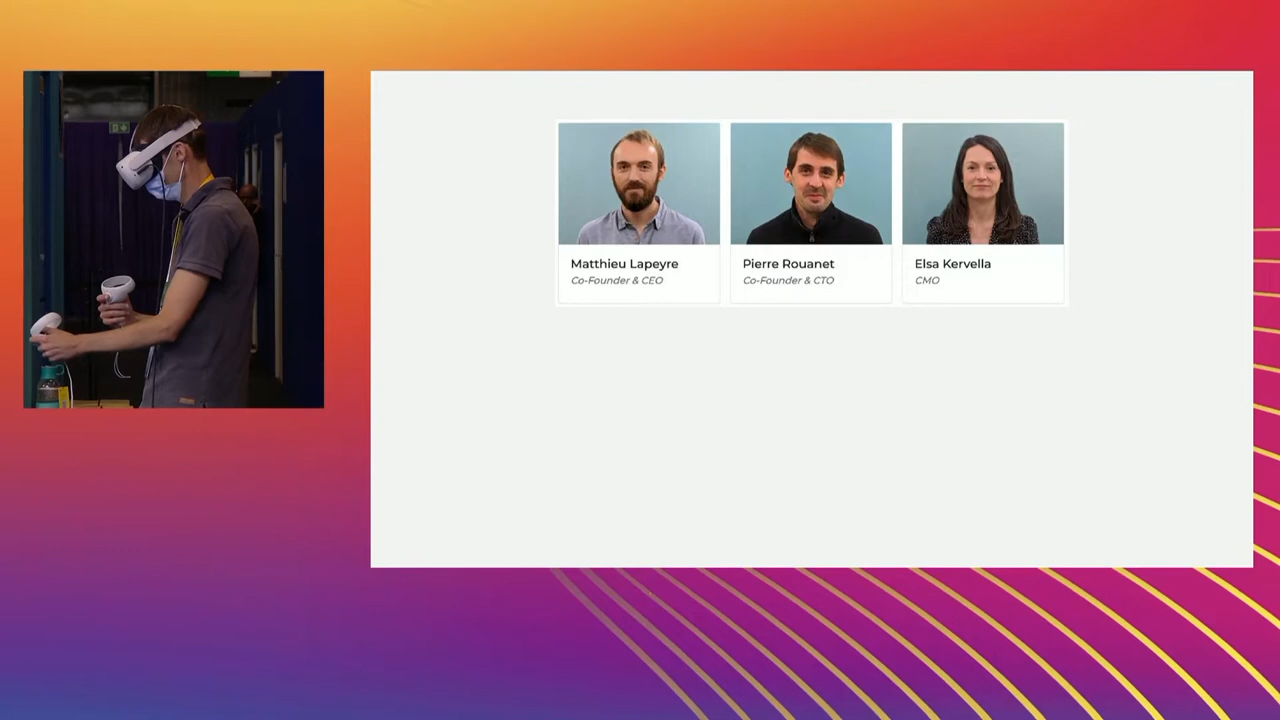 Matthieu Lapeyre
Co-Founder & CEO
Pierre Rouanet
Co-Founder & CTO
Elsa Kervella
CMO